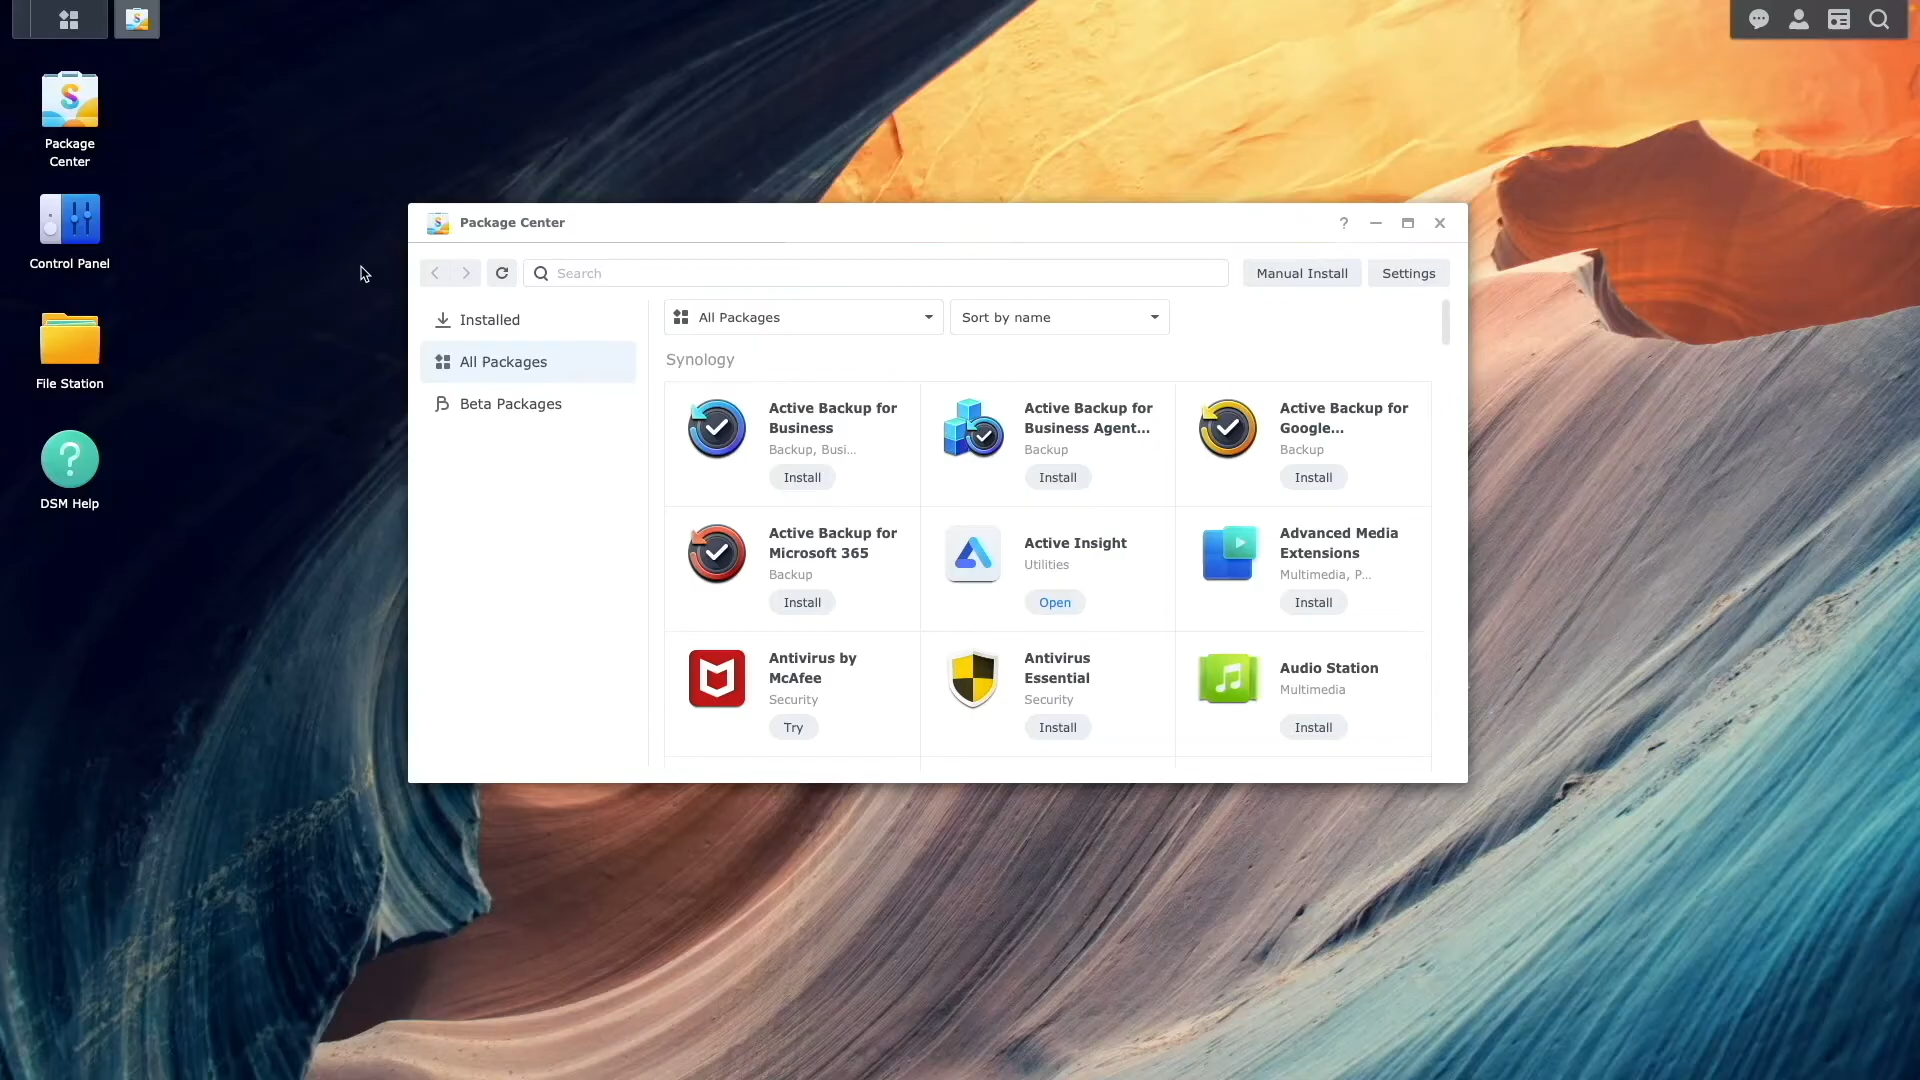 Package
Center
Control Panel
File Station
DSM Help
Package Center
Search
Manual Install
Settings
Installed
All Packages
Beta Packages
All Packages
Sort by name
Synology
Active Backup for
Business
Backup, Busi...
Install
Active Backup for
Business Agent...
Backup
Install
Active Backup for
Google...
Backup
Install
Active Backup for
Microsoft 365
Backup
Install
Active Insight
Utilities
Open
Advanced Media
Extensions
Multimedia, P...
Install
Antivirus by
McAfee
Security
Try
Antivirus
Essential
Security
Install
Audio Station
Multimedia
Install